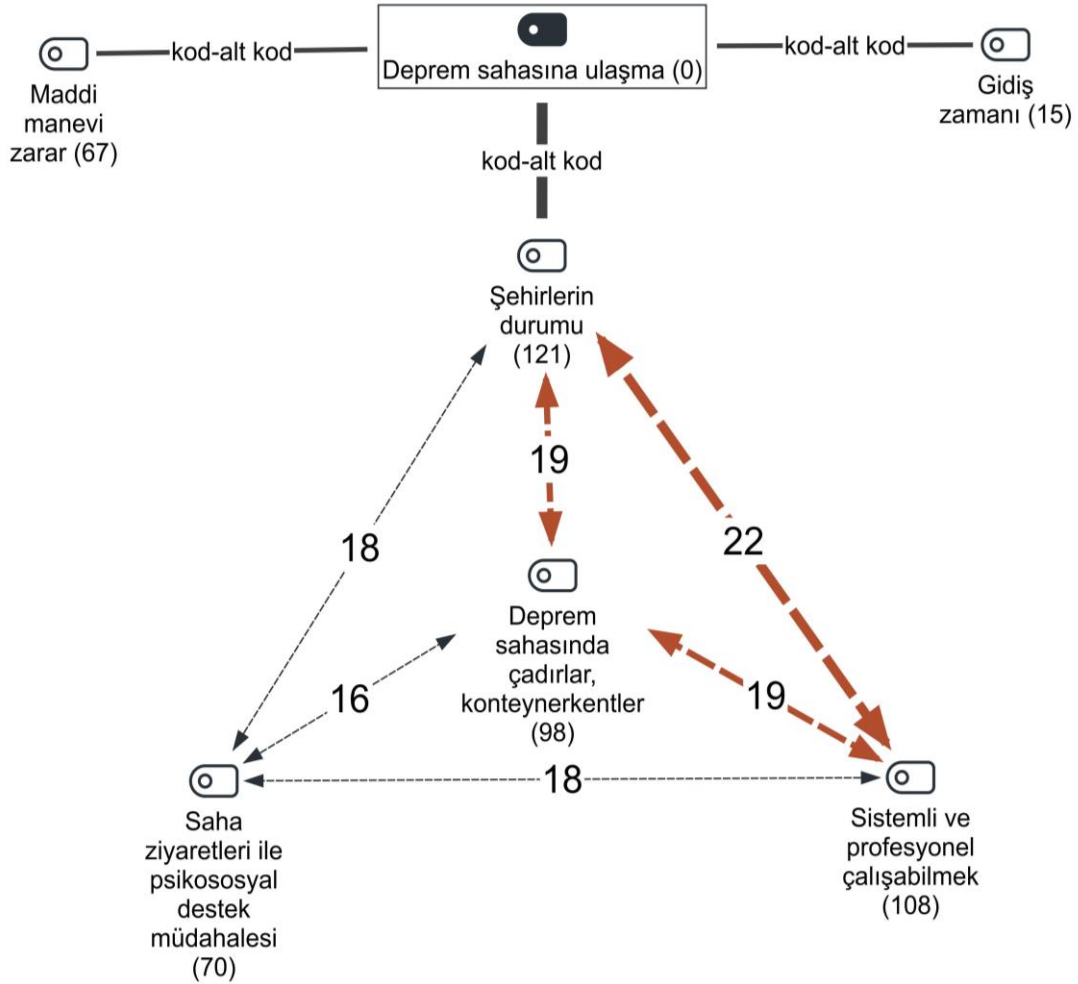 kod-alt kod
Deprem sahasına ulaşma (0)
kod-alt kod
Maddi
manevi
zarar (67)
Gidiş
zamanı (15)
kod-alt kod
Şehirlerin
durumu
(121)
19
22
18
Deprem
sahasında
çadırlar,
konteynerkentler
(98)
16
19
18
Saha
ziyaretleri ile
psikososyal
destek
müdahalesi
(70)
Sistemli ve
profesyonel
çalışabilmek
(108)